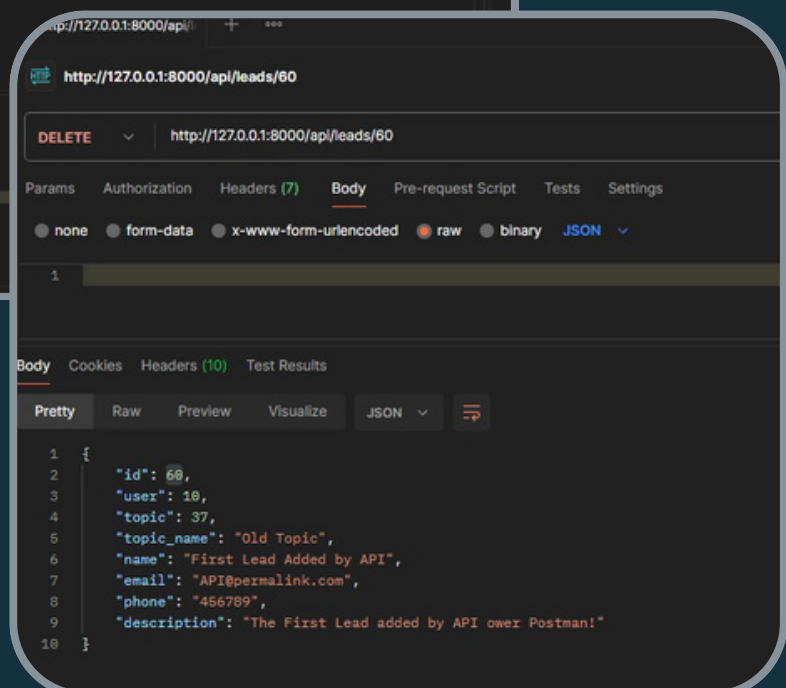 http://127.0.0.1:8000/api/l + ooo
HTTP http://127.0.0.1:8000/api/leads/60
DELETE http://127.0.0.1:8000/api/leads/60
Params Authorization Headers (7) Body Pre-request Script Tests Settings
none form-data x-www-form-urlencoded raw binary JSON
1
Body Cookies Headers (10) Test Results
Pretty Raw Preview Visualize JSON
1 {
2 "id": 60,
3 "user": 10,
4 "topic": 37,
5 "topic_name": "Old Topic",
6 "name": "First Lead Added by API",
7 "email": "API@permalink.com",
8 "phone": "456789",
9 "description": "The First Lead added by API ower Postman!"
10 }